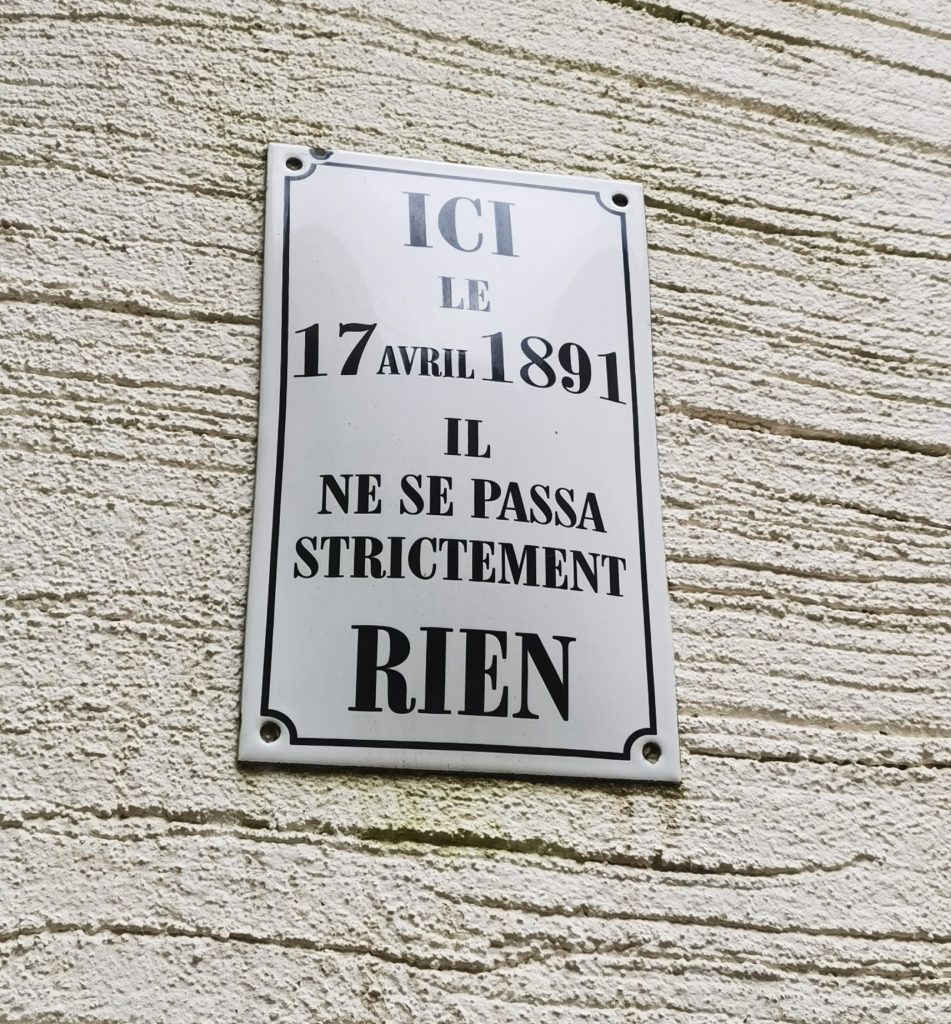 ICI
LE
17 AVRIL 1891
IL
NE SE PASSA
STRICTEMENT
RIEN